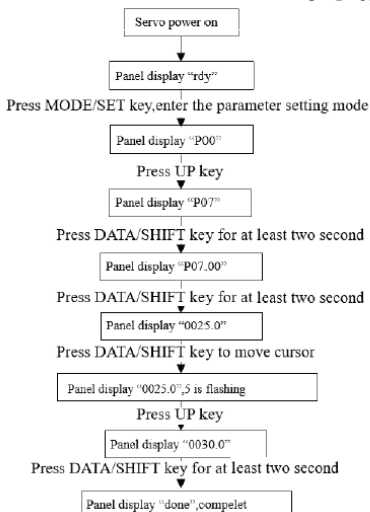 Servo power on
Panel display "rdy"
Press MODE/SET key,enter the parameter setting mode
Panel display "P00"
Press UP key
Panel display "P07"
Press DATA/SHIFT key for at least two second
Panel display "P07.00"
Press DATA/SHIFT key for at least two second
Panel display "0025.0"
Press DATA/SHIFT key to move cursor
Panel display "0025.0",5 is flashing
Press UP key
Panel display "0030.0"
Press DATA/SHIFT key for at least two second
Panel display "done",compelet